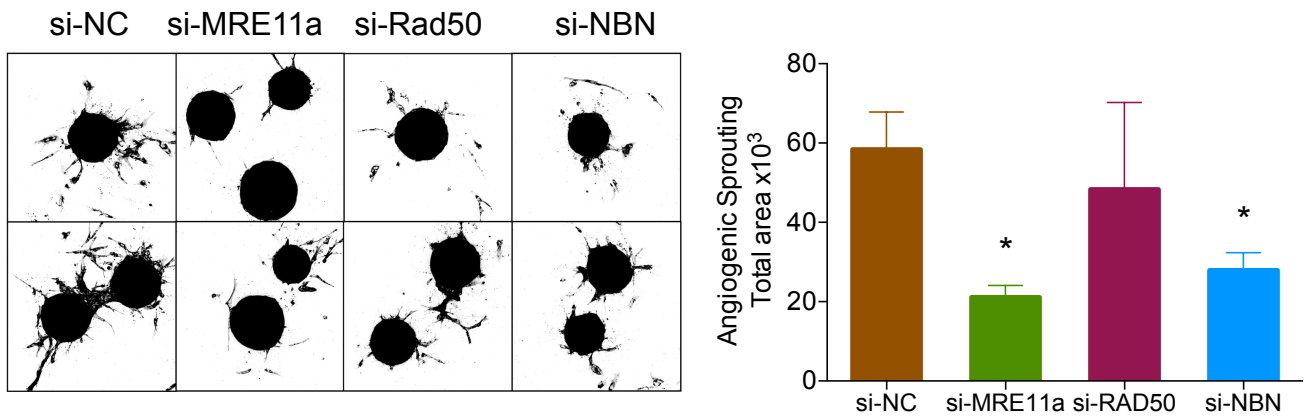 si-NC si-MRE11a si-Rad50 si-NBN
Angiogenic Sprouting
Total area x10³
80
60
40
20
0
*
*
si-NC si-MRE11a si-RAD50 si-NBN